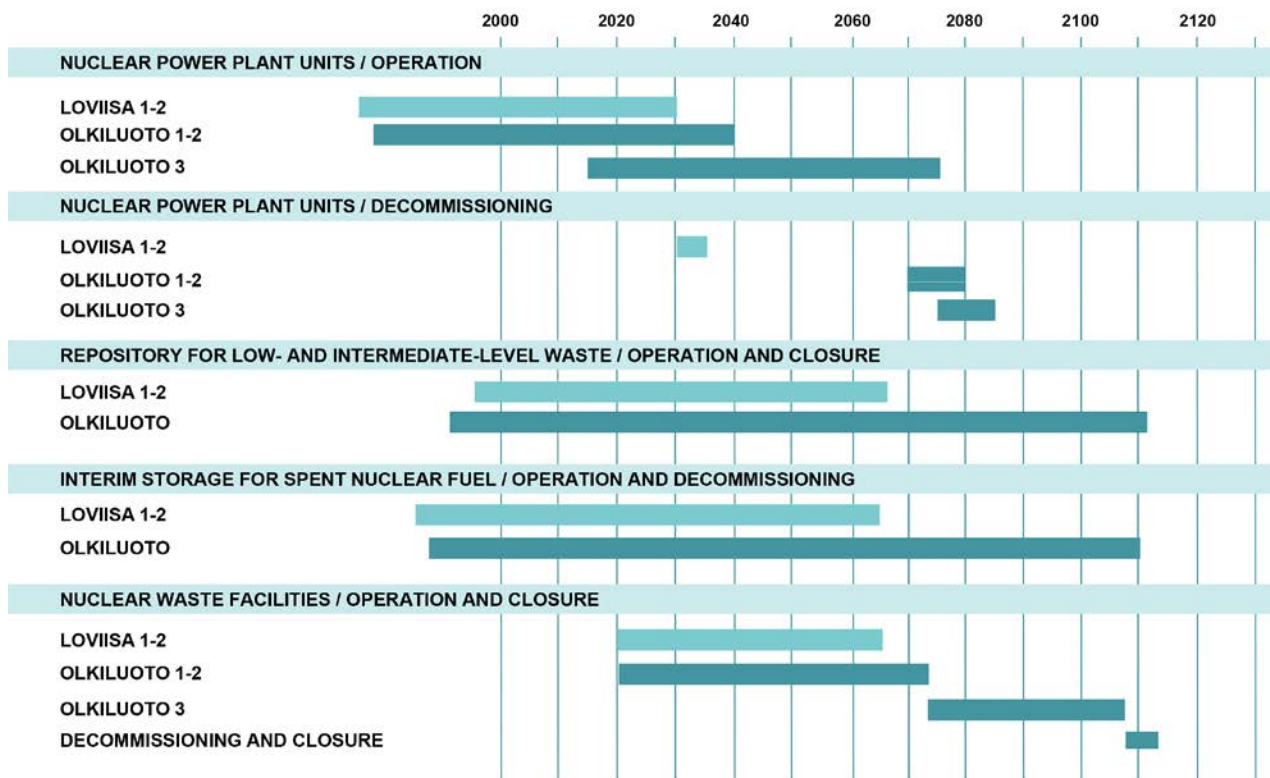 2000 2020 2040 2060 2080 2100 2120
NUCLEAR POWER PLANT UNITS / OPERATION
LOVIISA 1-2
OLKILUOTO 1-2
OLKILUOTO 3
NUCLEAR POWER PLANT UNITS / DECOMMISSIONING
LOVIISA 1-2
OLKILUOTO 1-2
OLKILUOTO 3
REPOSITORY FOR LOW- AND INTERMEDIATE-LEVEL WASTE / OPERATION AND CLOSURE
LOVIISA 1-2
OLKILUOTO
INTERIM STORAGE FOR SPENT NUCLEAR FUEL / OPERATION AND DECOMMISSIONING
LOVIISA 1-2
OLKILUOTO
NUCLEAR WASTE FACILITIES / OPERATION AND CLOSURE
LOVIISA 1-2
OLKILUOTO 1-2
OLKILUOTO 3
DECOMMISSIONING AND CLOSURE